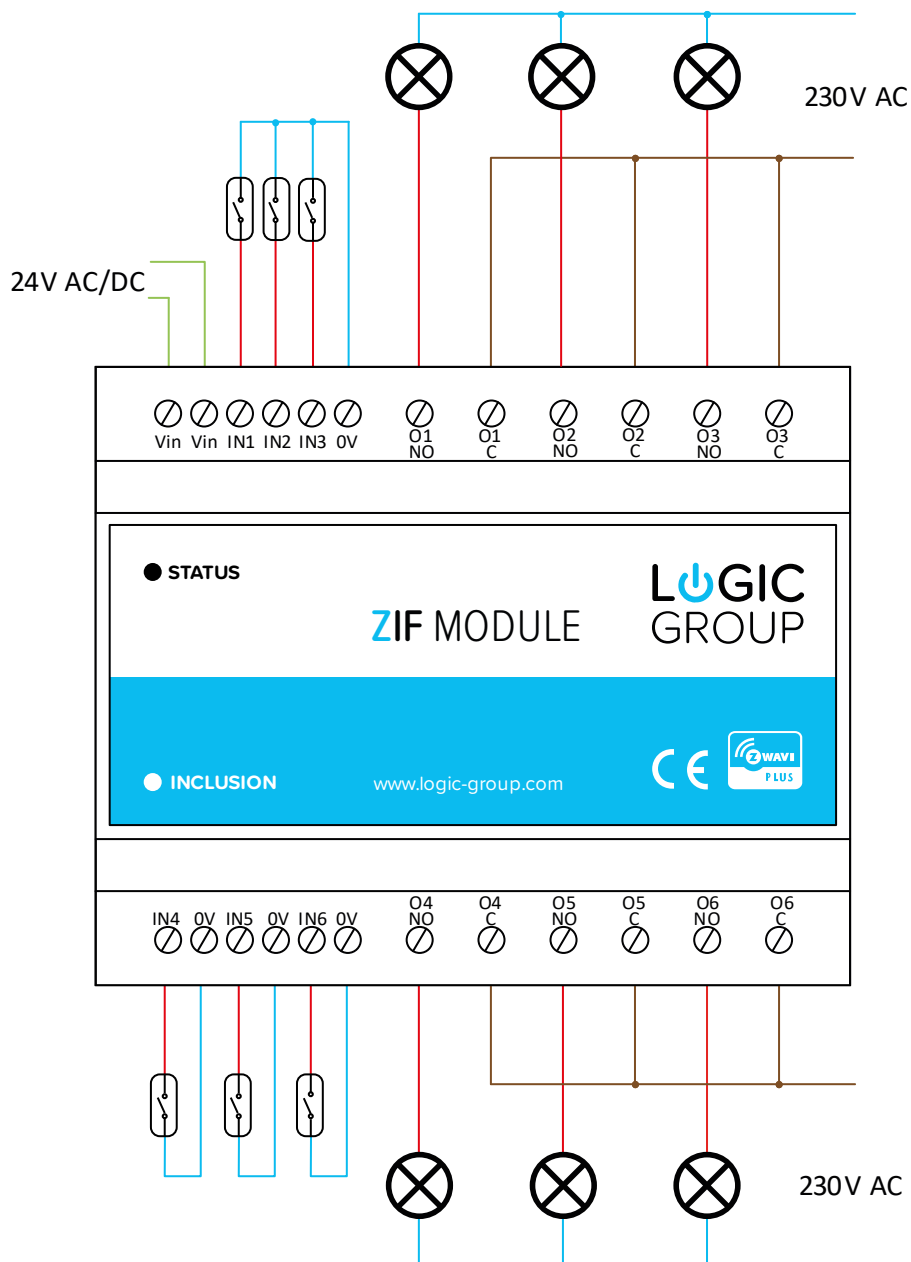 230V AC
24V AC/DC
Vin Vin IN1 IN2 IN3 0V O1 NO O1 C O2 NO O2 C O3 NO O3 C
STATUS
LOGIC
GROUP
ZIF MODULE
INCLUSION
www.logic-group.com
CE
Z WAVE
PLUS
IN4 0V IN5 0V IN6 0V O4 NO O4 C O5 NO O5 C O6 NO O6 C
230V AC